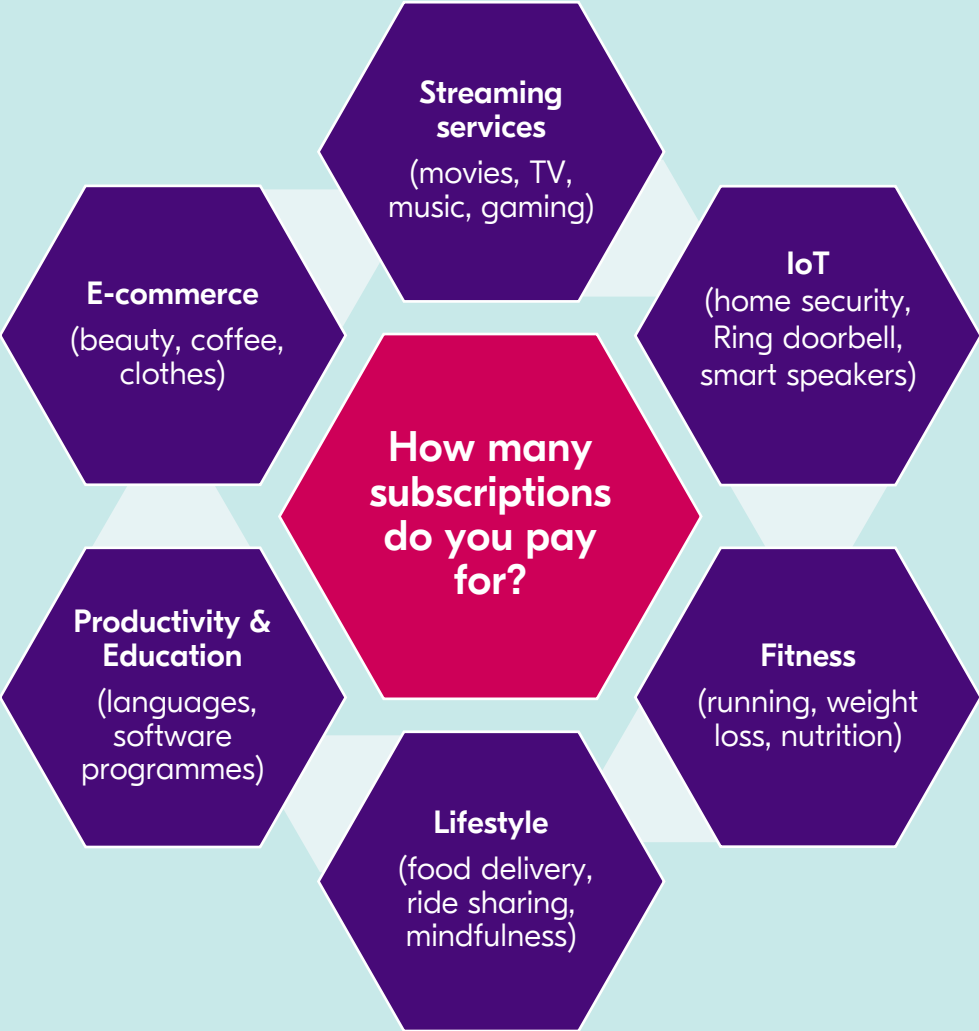 Streaming
services
(movies, TV,
music, gaming)
IoT
(home security,
Ring doorbell,
smart speakers)
Fitness
(running, weight
loss, nutrition)
Lifestyle
(food delivery,
ride sharing,
mindfulness)
Productivity &
Education
(languages,
software
programmes)
E-commerce
(beauty, coffee,
clothes)
How many
subscriptions
do you pay
for?